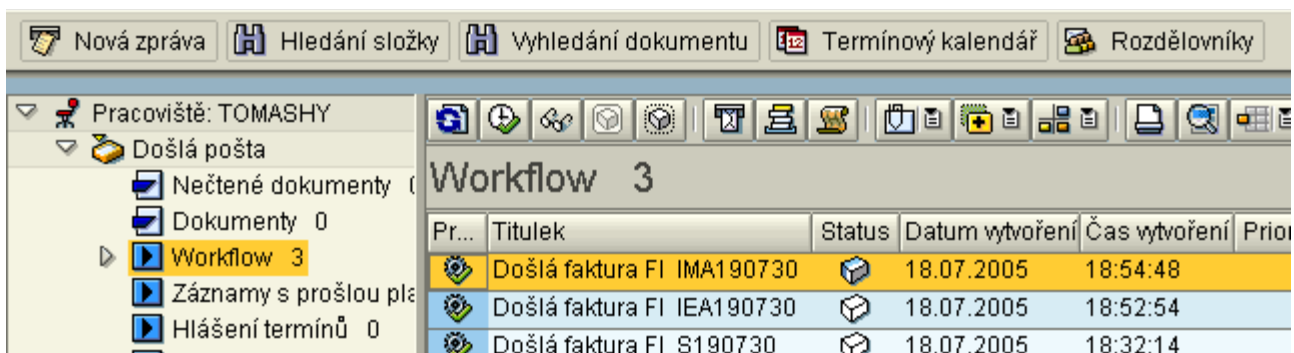 Nová zpráva Hledání složky Vyhledání dokumentu Termínový kalendář Rozdělovníky
Pracoviště: TOMASHY
Došlá pošta
Nečtené dokumenty
Dokumenty 0
Workflow 3
Záznamy s prošlou
Hlášení termínů 0
Workflow 3
Pr... Titulek Status Datum vytvoření Čas vytvoření
Došlá faktura FI IMA190730 18.07.2005 18:54:48
Došlá faktura FI IEA190730 18.07.2005 18:52:54
Došlá faktura FI S190730 18.07.2005 18:32:14